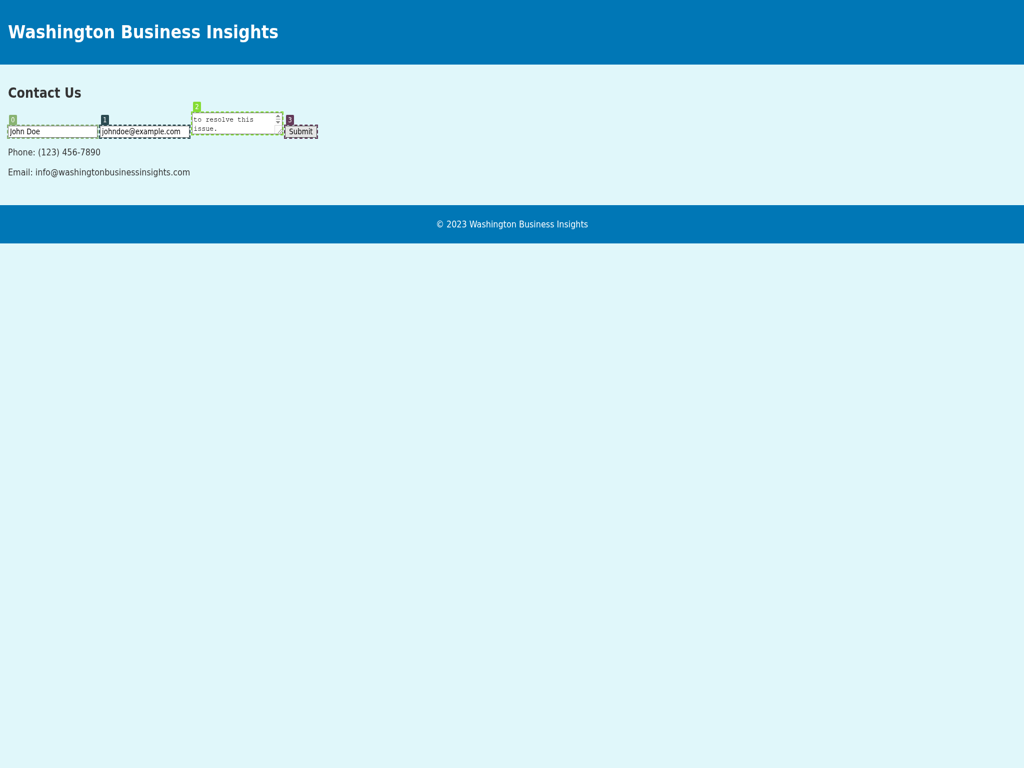 Washington Business Insights
Contact Us
0
1
2
3
John Doe
johndoe@example.com
to resolve this
issue.
Submit
Phone: (123) 456-7890
Email: info@washingtonbusinessinsights.com
© 2023 Washington Business Insights